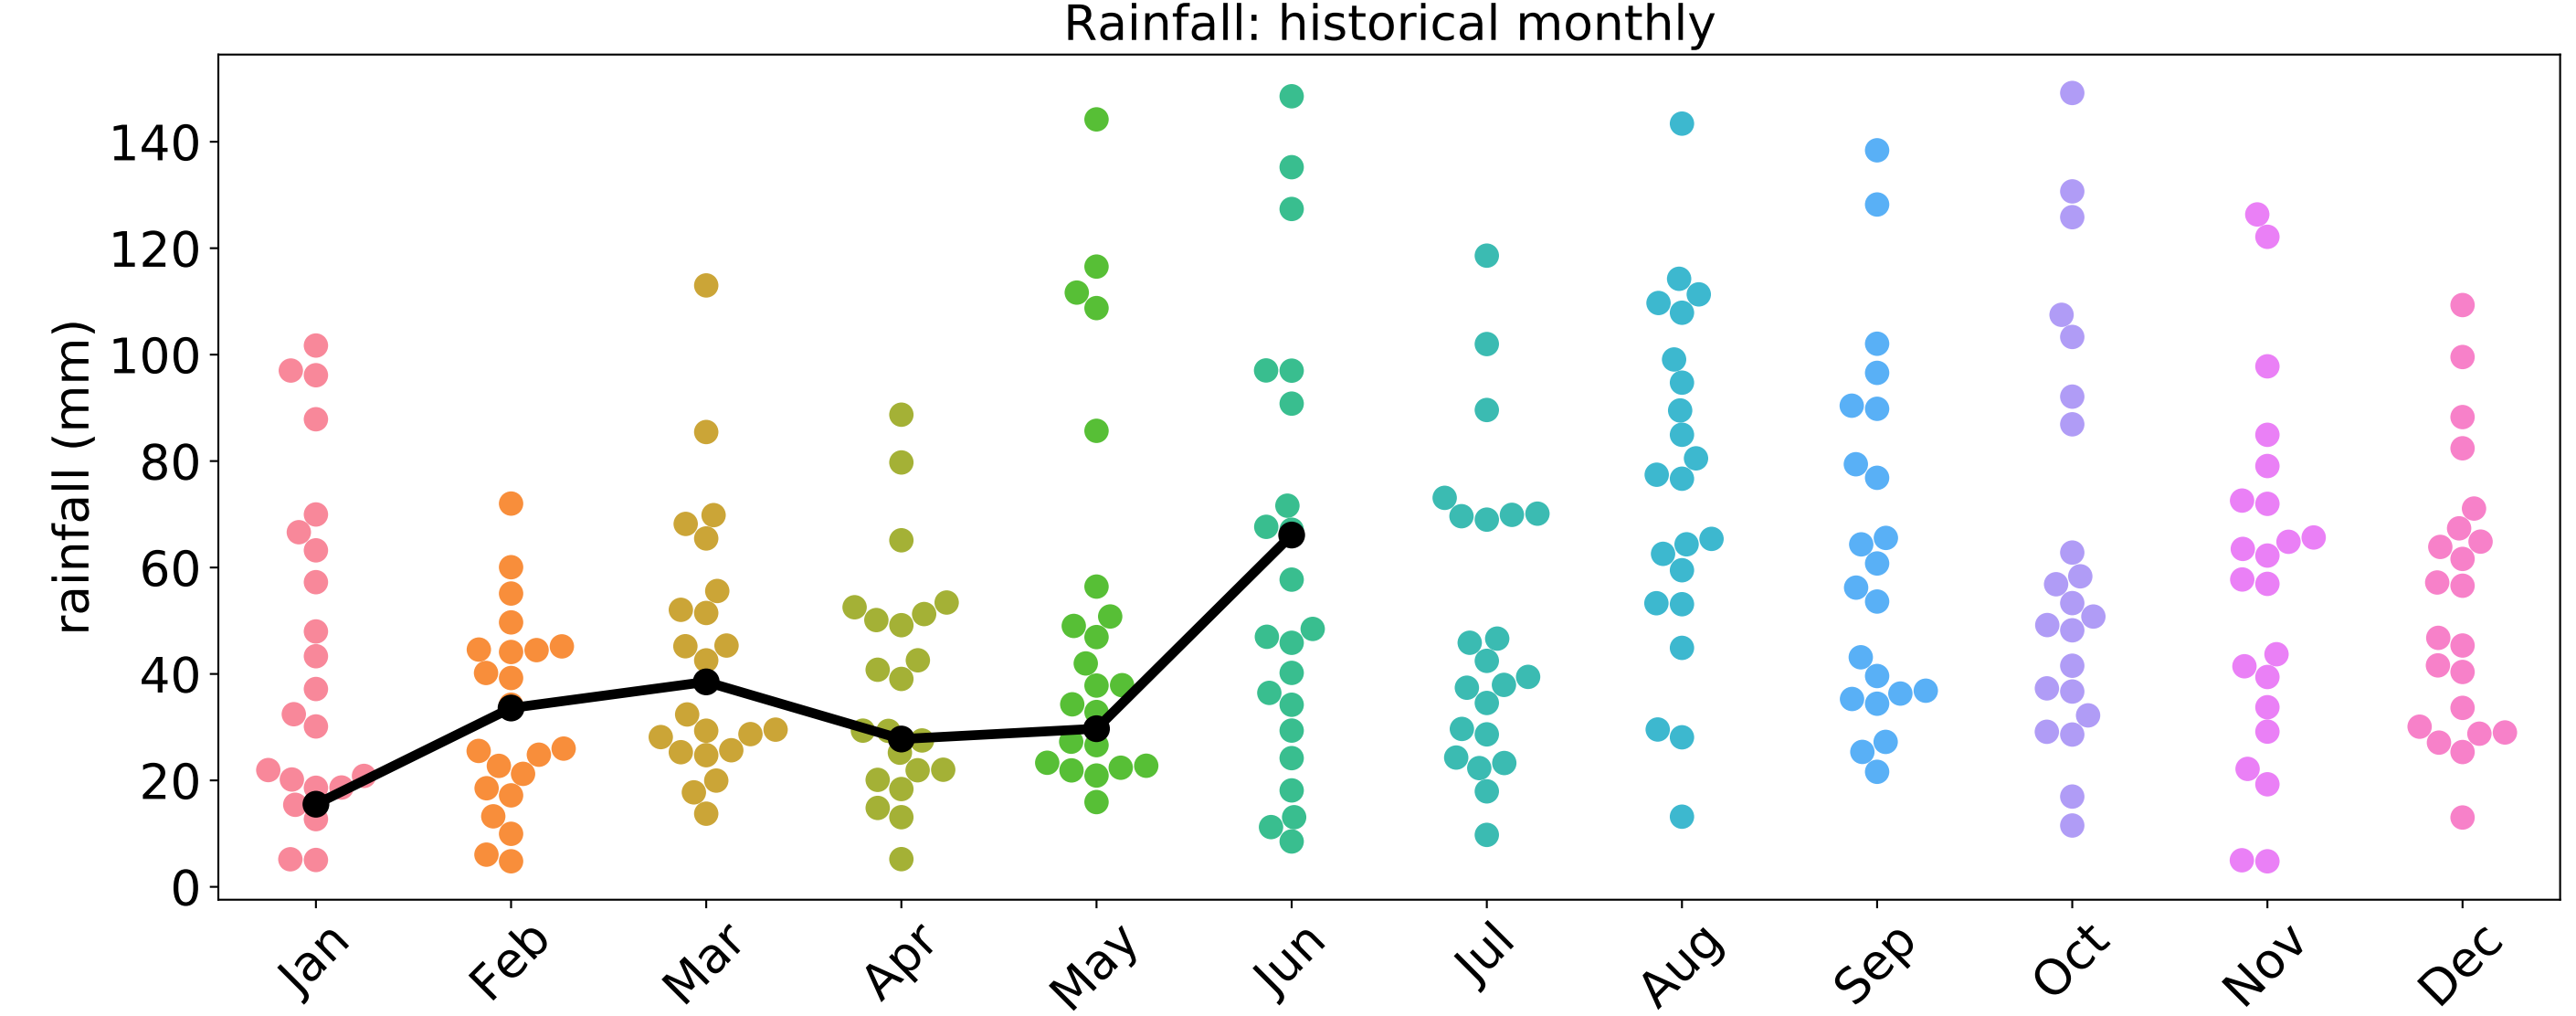 Rainfall: historical monthly
rainfall (mm)
140
120
100
80
60
40
20
0
Jan
Feb
Mar
Apr
May
Jun
Jul
Aug
Sep
Oct
Nov
Dec